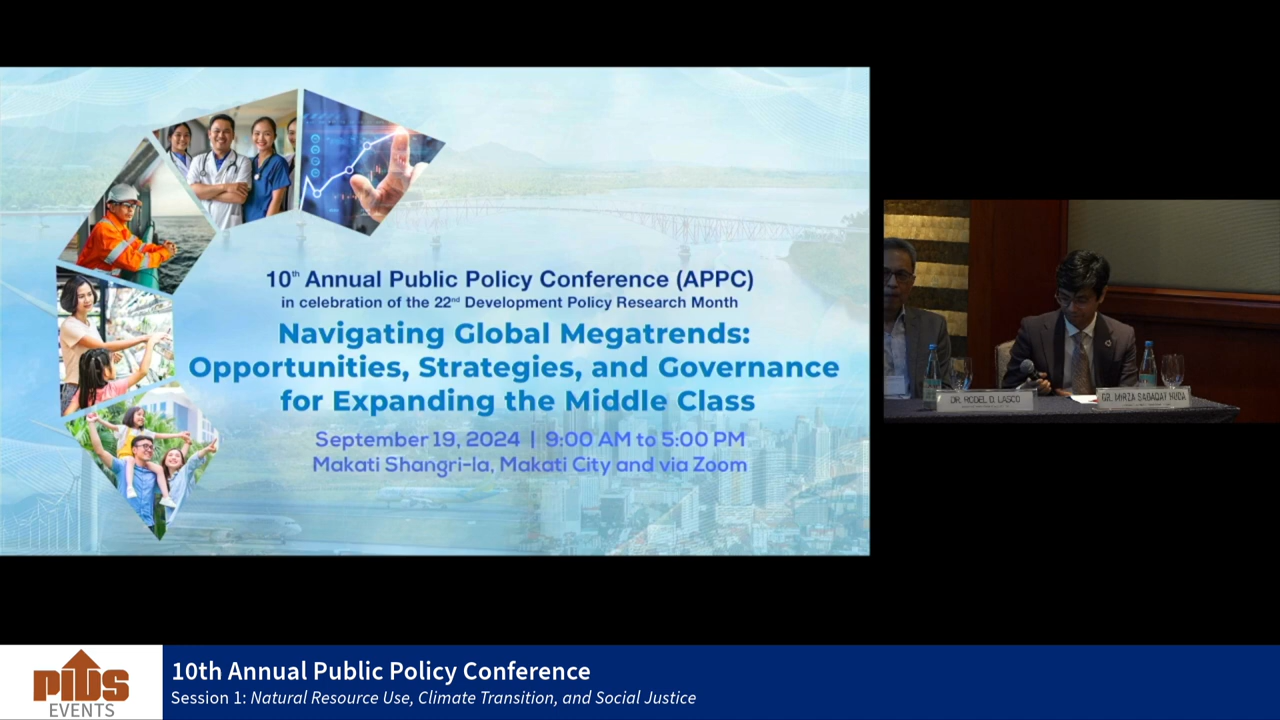 10th Annual Public Policy Conference (APPC)
in celebration of the 22nd Development Policy Research Month
Navigating Global Megatrends:
Opportunities, Strategies, and Governance
for Expanding the Middle Class
September 19, 2024 | 9:00 AM to 5:00 PM
Makati Shangri-la, Makati City and via Zoom
DR. RODEL D. LASCO
GR. MIRZA SADAQAT HUDA
PIDS
EVENTS
10th Annual Public Policy Conference
Session 1: Natural Resource Use, Climate Transition, and Social Justice